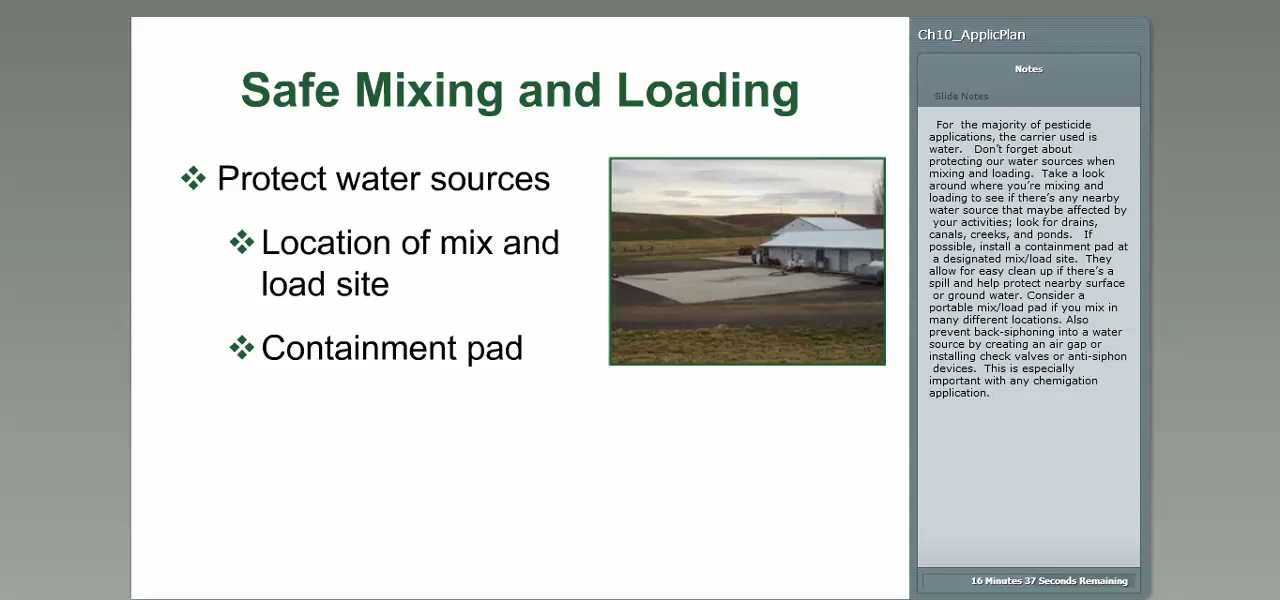 Safe Mixing and Loading
Protect water sources
Location of mix and
load site
Containment pad
Ch10_ApplicPlan
Notes
Slide Notes
For the majority of pesticide
applications, the carrier used is
water. Don't forget about
protecting our water sources when
mixing and loading. Take a look
around where you're mixing and
loading to see if there's any nearby
water source that maybe affected by
your activities; look for drains,
canals, creeks, and ponds. If
possible, install a containment pad at
a designated mix/load site. They
allow for easy clean up if there's a
spill and help protect nearby surface
or ground water. Consider a
portable mix/load pad if you mix in
many different locations. Also
prevent back-siphoning into a water
source by creating an air gap or
installing check valves or anti-siphon
devices. This is especially
important with any chemigation
application.
16 Minutes 37 Seconds Remaining